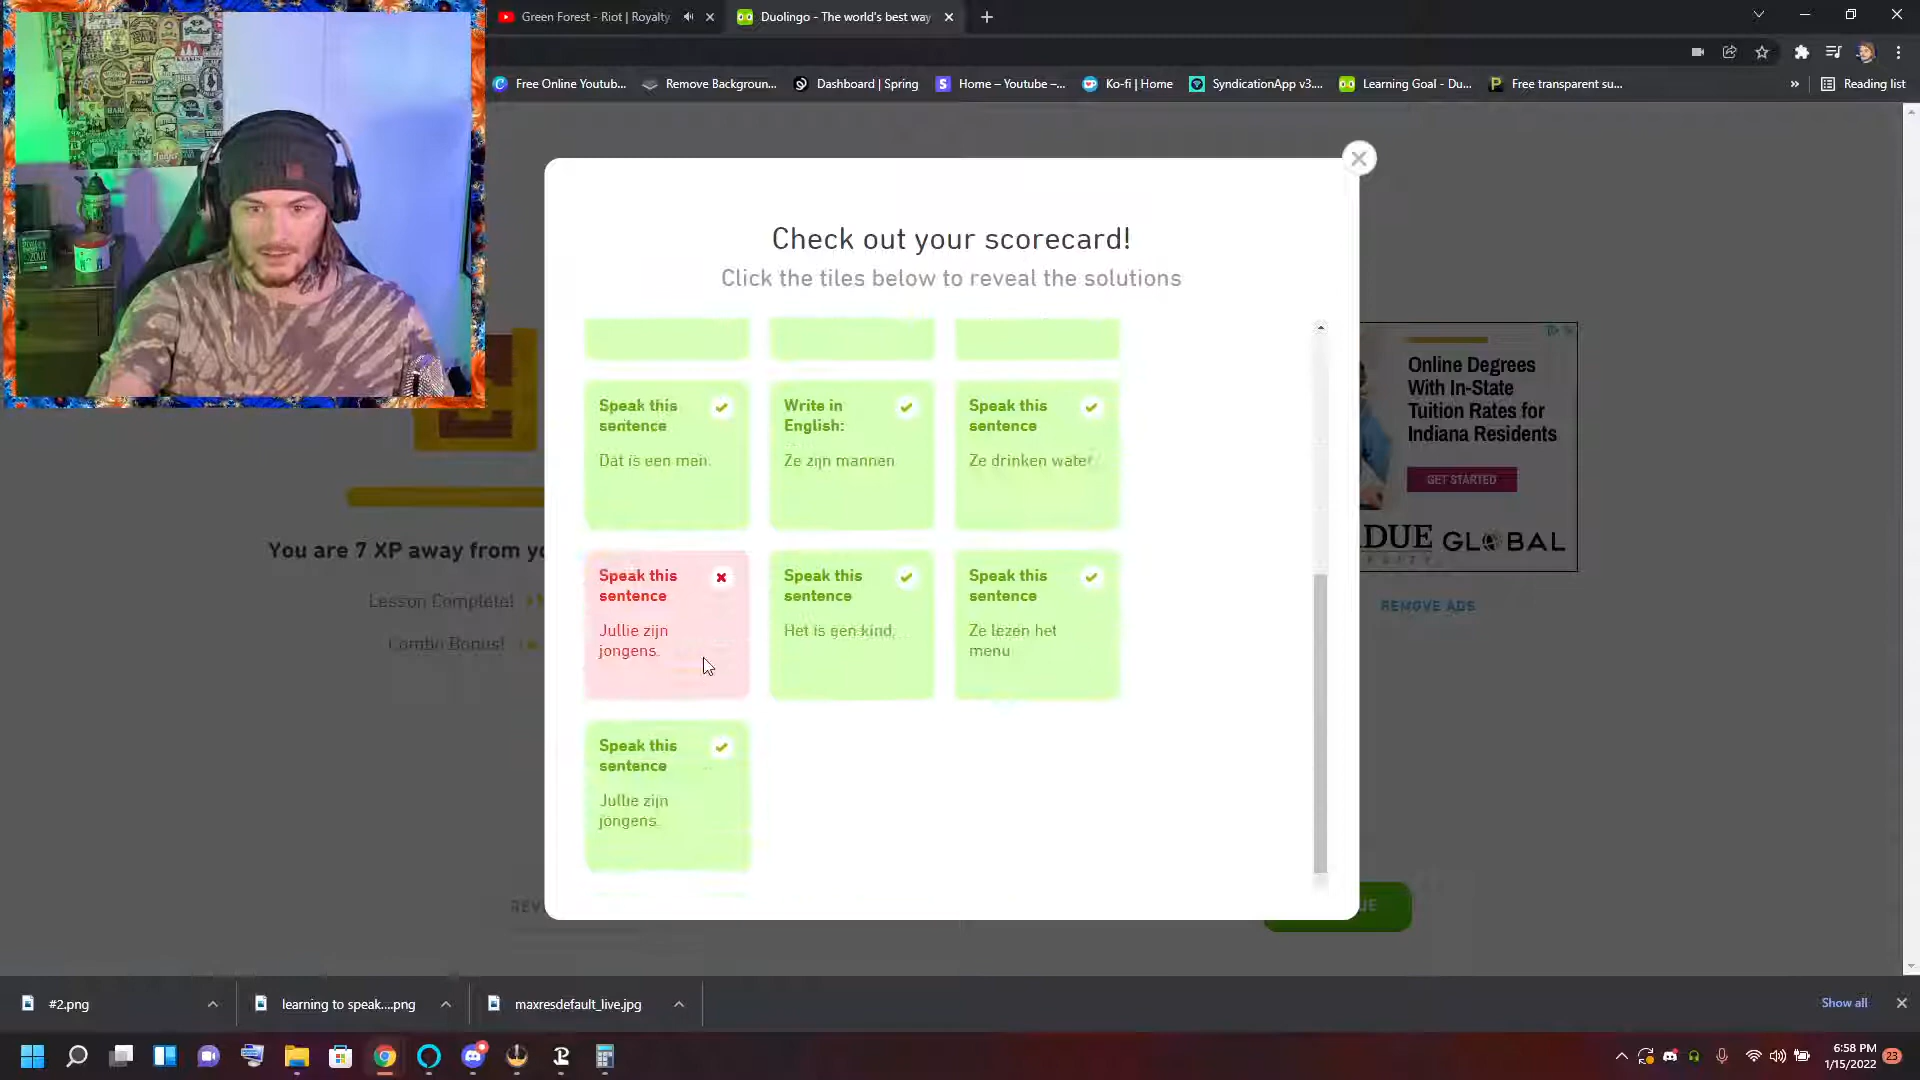 Green Forest - Riot | Royalty
Duolingo - The world's best way
Free Online Youtub...
Remove Backgroun...
Dashboard | Spring
Home – Youtube –...
Ko-fi | Home
SyndicationApp v3....
Learning Goal - Du...
Free transparent su...
Reading list
Check out your scorecard!
Click the tiles below to reveal the solutions
Speak this
sentence
Dat is een man.
Write in
English:
Ze zijn mannen
Speak this
sentence
Ze drinken water
Speak this
sentence
Jullie zijn
jongens.
Speak this
sentence
Het is een kind.
Speak this
sentence
Ze lezen het
menu
Speak this
sentence
Jullie zijn
jongens.
You are 7 XP away from yo
Lesson Complete!
Combo Bonus!
REV
UE
Online Degrees
With In-State
Tuition Rates for
Indiana Residents
GET STARTED
DUE GLOBAL
REMOVE ADS
#2.png
learning to speak....png
maxresdefault_live.jpg
Show all
6:58 PM
1/15/2022
23